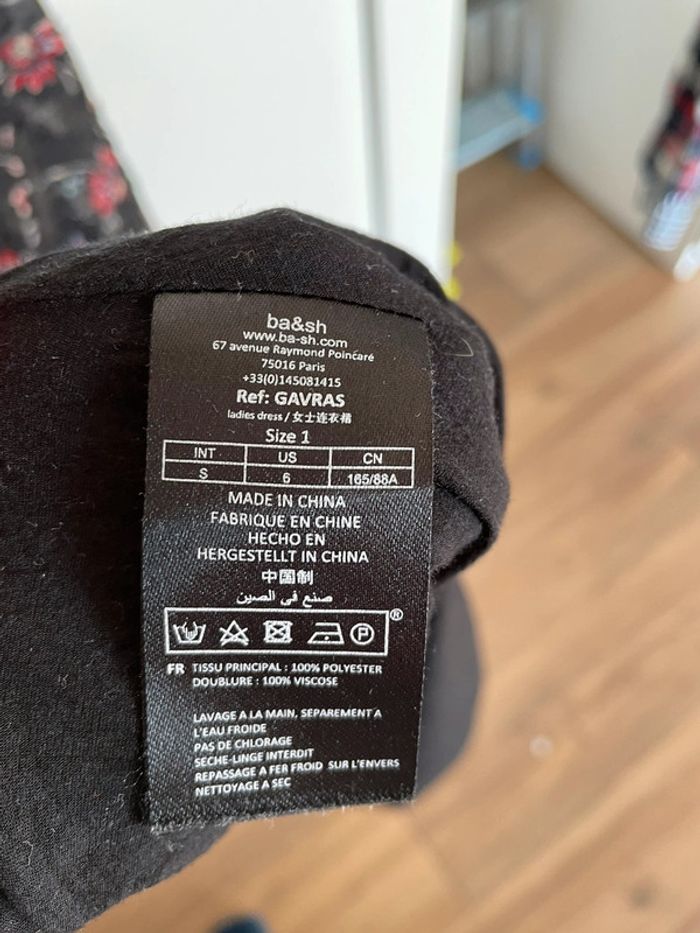 ba&sh
www.ba-sh.com
67 avenue Raymond Poincaré
75016 Paris
+33(0)145081415
Ref: GAVRAS
ladies dress / 女士连衣裙
Size 1
INT US CN
S 6 165/88A
MADE IN CHINA
FABRIQUE EN CHINE
HECHO EN
HERGESTELLT IN CHINA
中国制
صنع في الصين
®
P
FR TISSU PRINCIPAL : 100% POLYESTER
DOUBLURE : 100% VISCOSE
LAVAGE A LA MAIN, SEPAREMENT A
L'EAU FROIDE
PAS DE CHLORAGE
SECHE-LINGE INTERDIT
REPASSAGE A FER FROID SUR L'ENVERS
NETTOYAGE A SEC